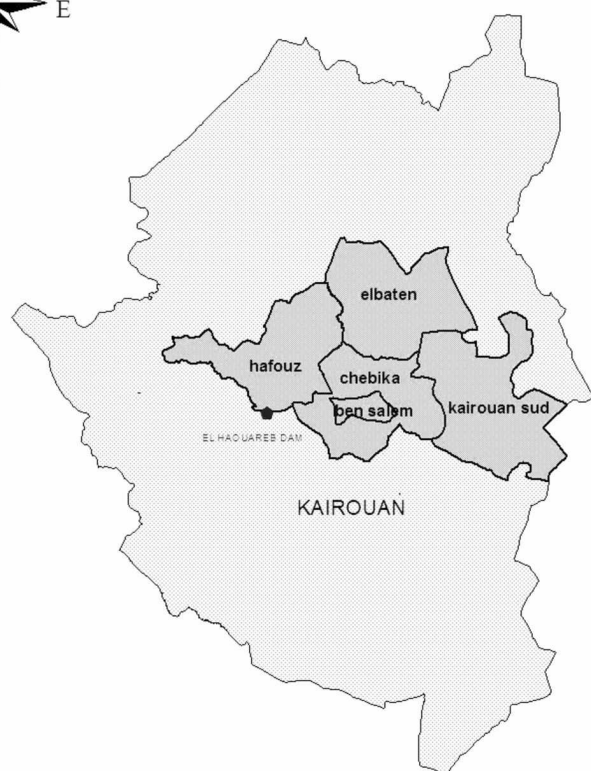 E
elbaten
hafouz
chebika
ben salem
kairouan sud
EL HAOUAREB DAM
KAIROUAN